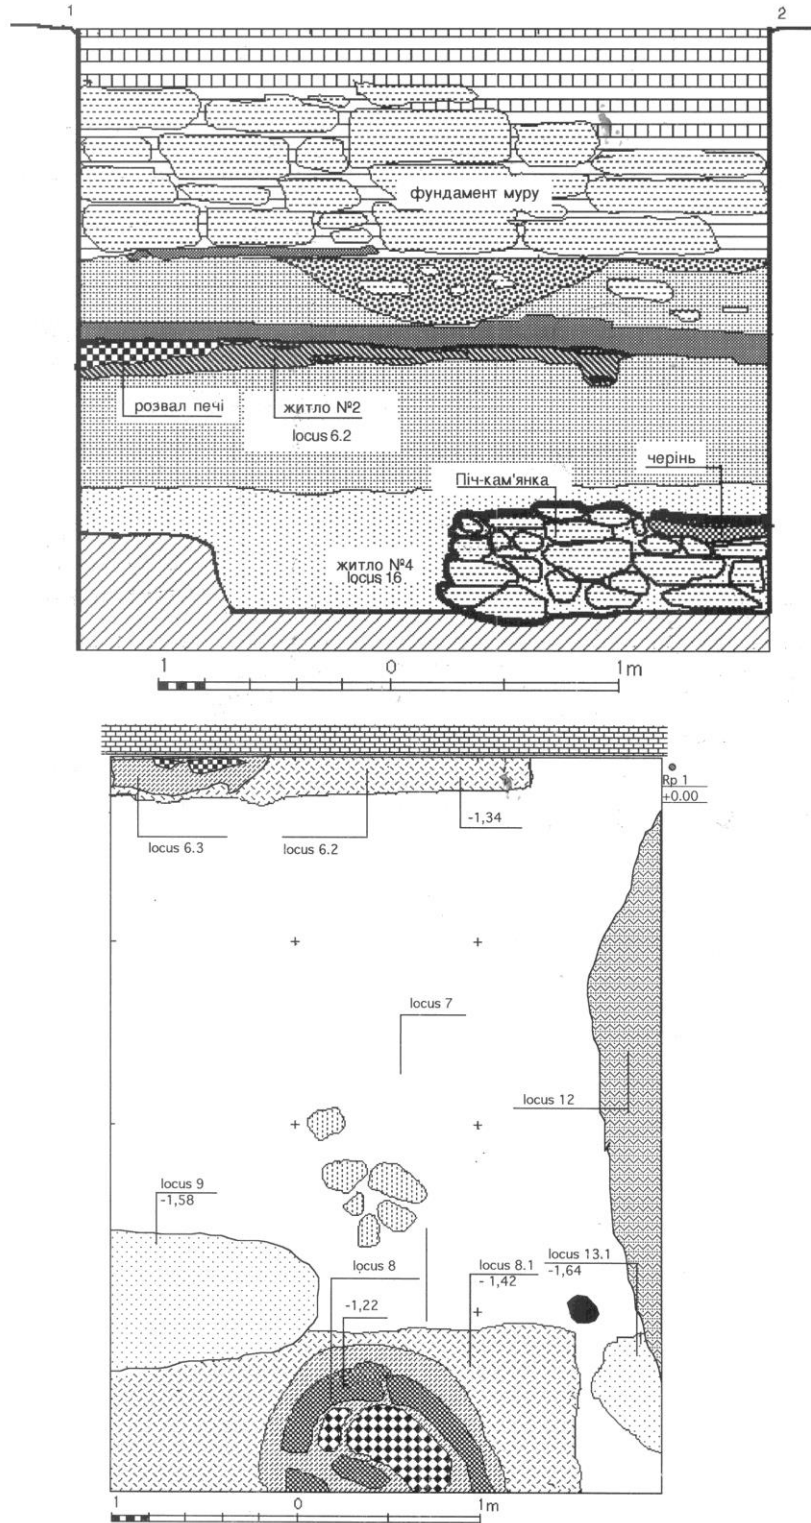 1 2
фундамент муру
розвал печі
житло №2
locus 6.2
черінь
Піч-кам'янка
житло №4
locus 16
1 0 1m
Rp 1
+0.00
-1,34
locus 6.3 locus 6.2
locus 7
locus 12
locus 9
-1,58
locus 8 locus 8.1 locus 13.1
- 1,42 -1,64
-1,22
1 0 1m